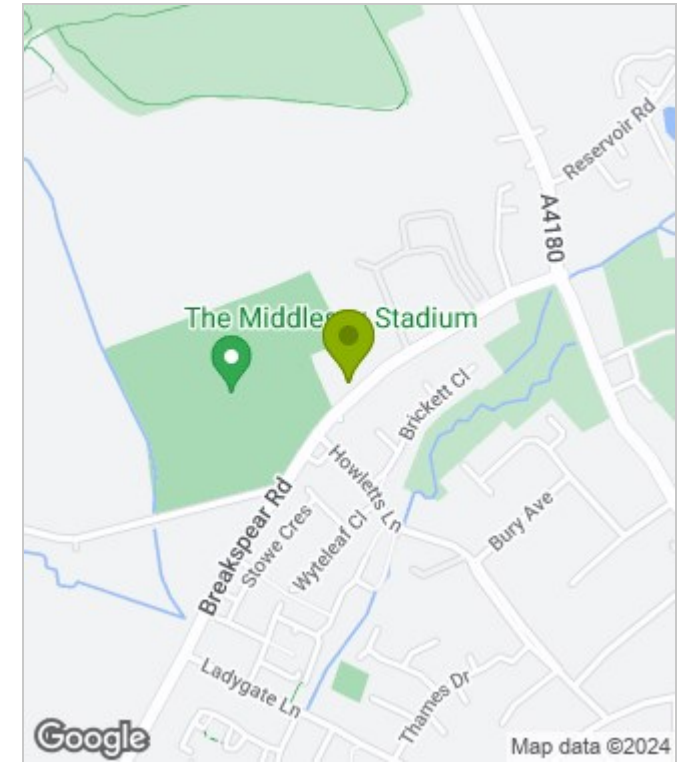 Reservoir Rd
A4180
The Middlesex Stadium
Brickett Cl
Howletts Ln
Breakspear Rd
Stowe Cres
Wyteleaf Cl
Bury Ave
Ladygate Ln
Thames Dr
Google
Map data ©2024